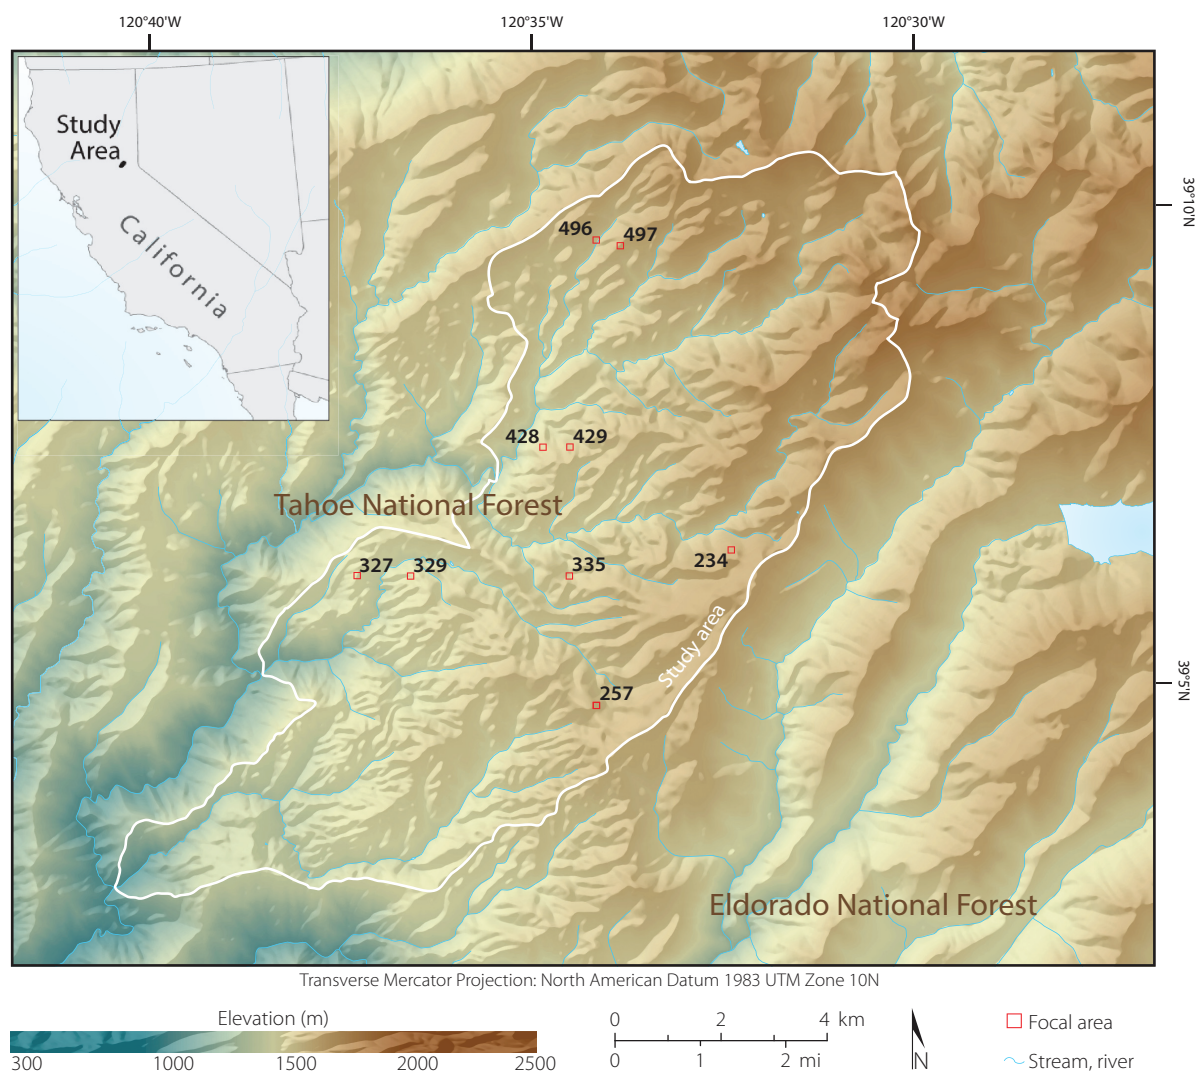 120°40'W 120°35'W 120°30'W
Study
Area
California
39°10'N
496 497
428 429
Tahoe National Forest
327 329 335 234
Study area
39°5'N
257
Eldorado National Forest
Transverse Mercator Projection: North American Datum 1983 UTM Zone 10N
Elevation (m)
300 1000 1500 2000 2500
0 2 4 km
0 1 2 mi
N
Focal area
Stream, river